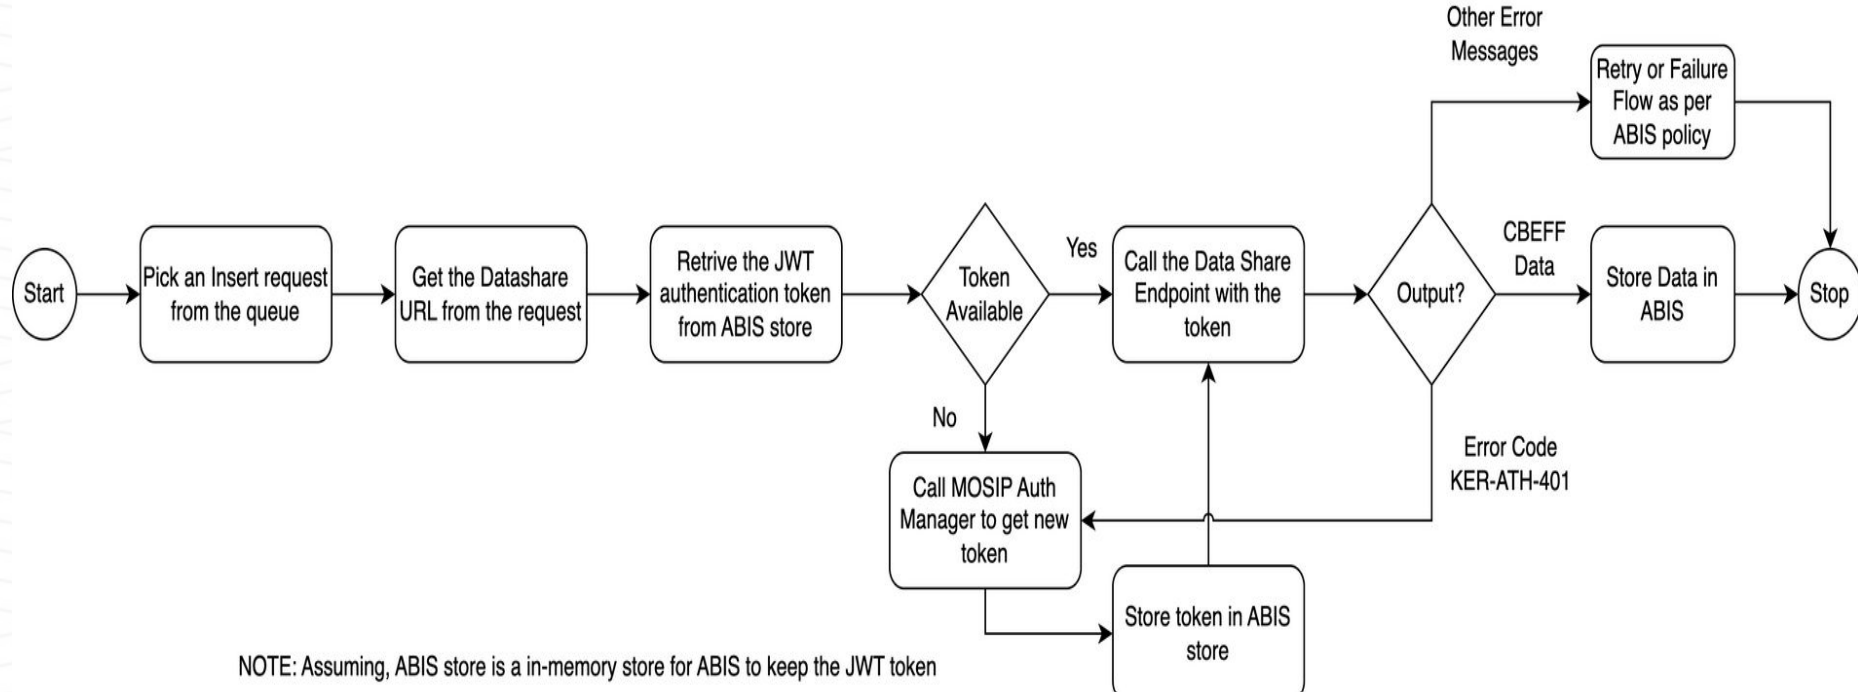 Other Error
Messages
Retry or Failure
Flow as per
ABIS policy
Start
Pick an Insert request
from the queue
Get the Datashare
URL from the request
Retrive the JWT
authentication token
from ABIS store
Token
Available
Yes
Call the Data Share
Endpoint with the
token
Output?
CBEFF
Data
Store Data in
ABIS
Stop
No
Error Code
KER-ATH-401
Call MOSIP Auth
Manager to get new
token
Store token in ABIS
store
NOTE: Assuming, ABIS store is a in-memory store for ABIS to keep the JWT token